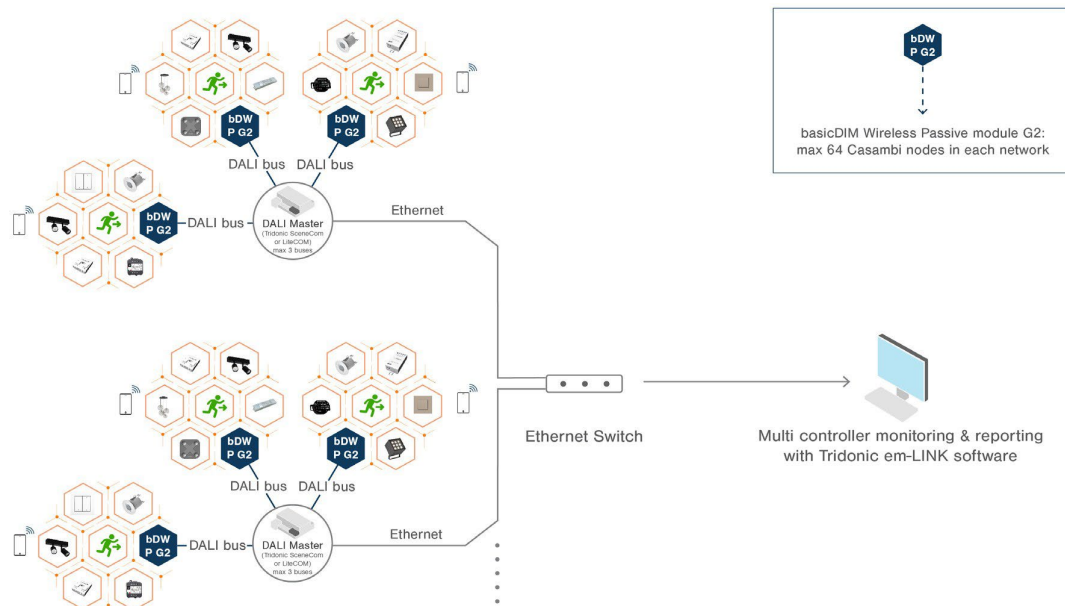 bDW
P G2
basicDIM Wireless Passive module G2:
max 64 Casambi nodes in each network
bDW
P G2
bDW
P G2
DALI bus
DALI bus
bDW
P G2
DALI bus
DALI Master
(Tridonic SceneCom
or LiteCOM)
max 3 buses
Ethernet
bDW
P G2
bDW
P G2
DALI bus
DALI bus
Ethernet Switch
Multi controller monitoring & reporting
with Tridonic em-LINK software
bDW
P G2
DALI bus
DALI Master
(Tridonic SceneCom
or LiteCOM)
max 3 buses
Ethernet